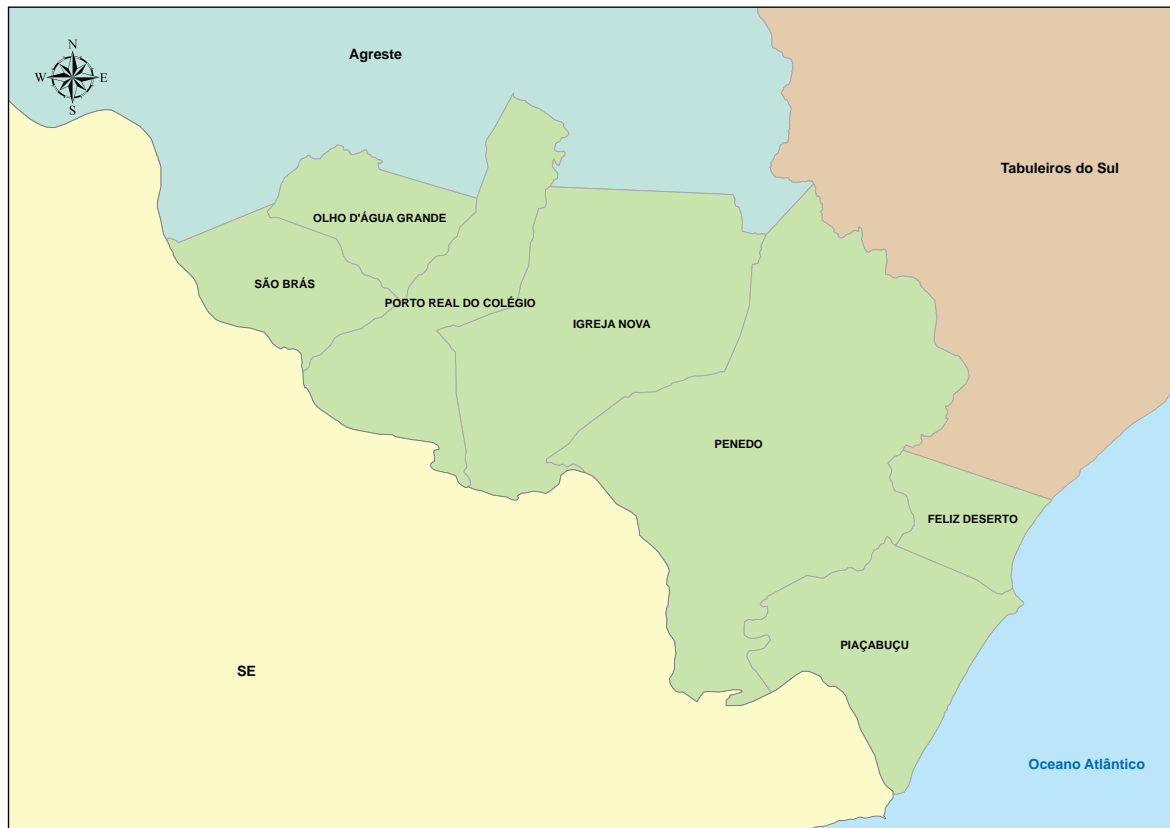 Agreste
N
W
E
S
Tabuleiros do Sul
OLHO D'ÁGUA GRANDE
SÃO BRÁS
PORTO REAL DO COLÉGIO
IGREJA NOVA
PENEDO
FELIZ DESERTO
PIAÇABUÇU
SE
Oceano Atlântico